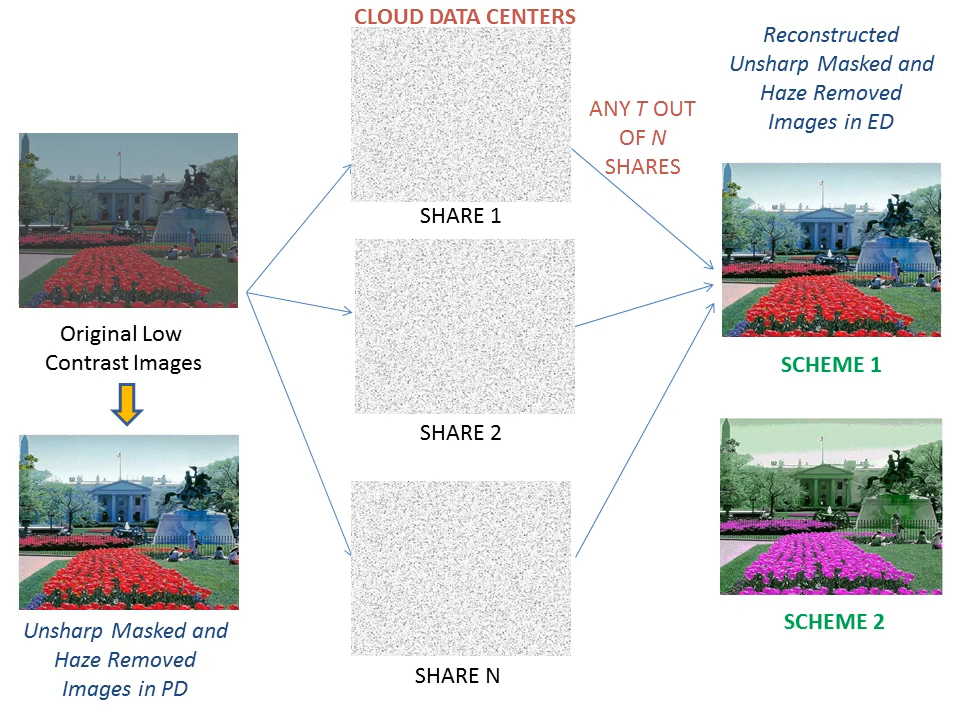 CLOUD DATA CENTERS
Original Low
Contrast Images
Unsharp Masked and
Haze Removed
Images in PD
SHARE 1
SHARE 2
SHARE N
ANY T OUT
OF N
SHARES
Reconstructed
Unsharp Masked and
Haze Removed
Images in ED
SCHEME 1
SCHEME 2